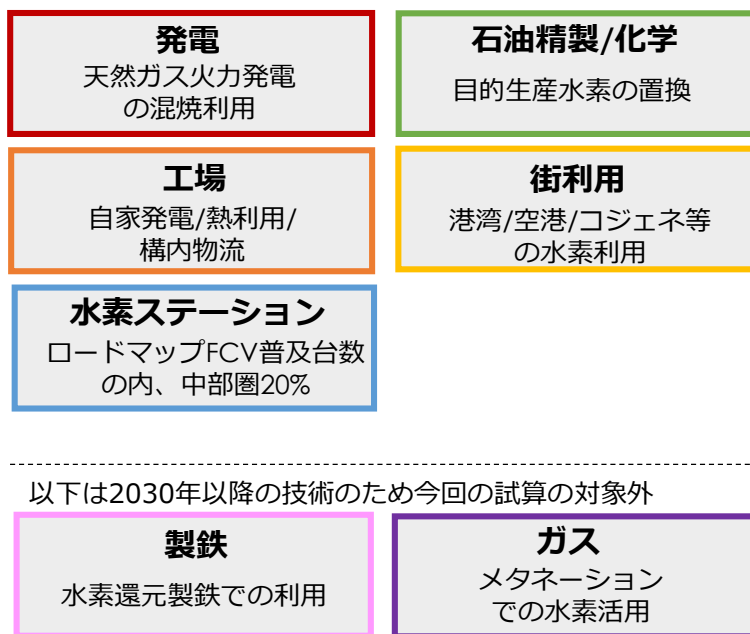 発電
天然ガス火力発電
の混焼利用
石油精製/化学
目的生産水素の置換
工場
自家発電/熱利用/
構内物流
街利用
港湾/空港/コジェネ等
の水素利用
水素ステーション
ロードマップFCV普及台数
の内、中部圏20%
以下は2030年以降の技術のため今回の試算の対象外
製鉄
水素還元製鉄での利用
ガス
メタネーション
での水素活用